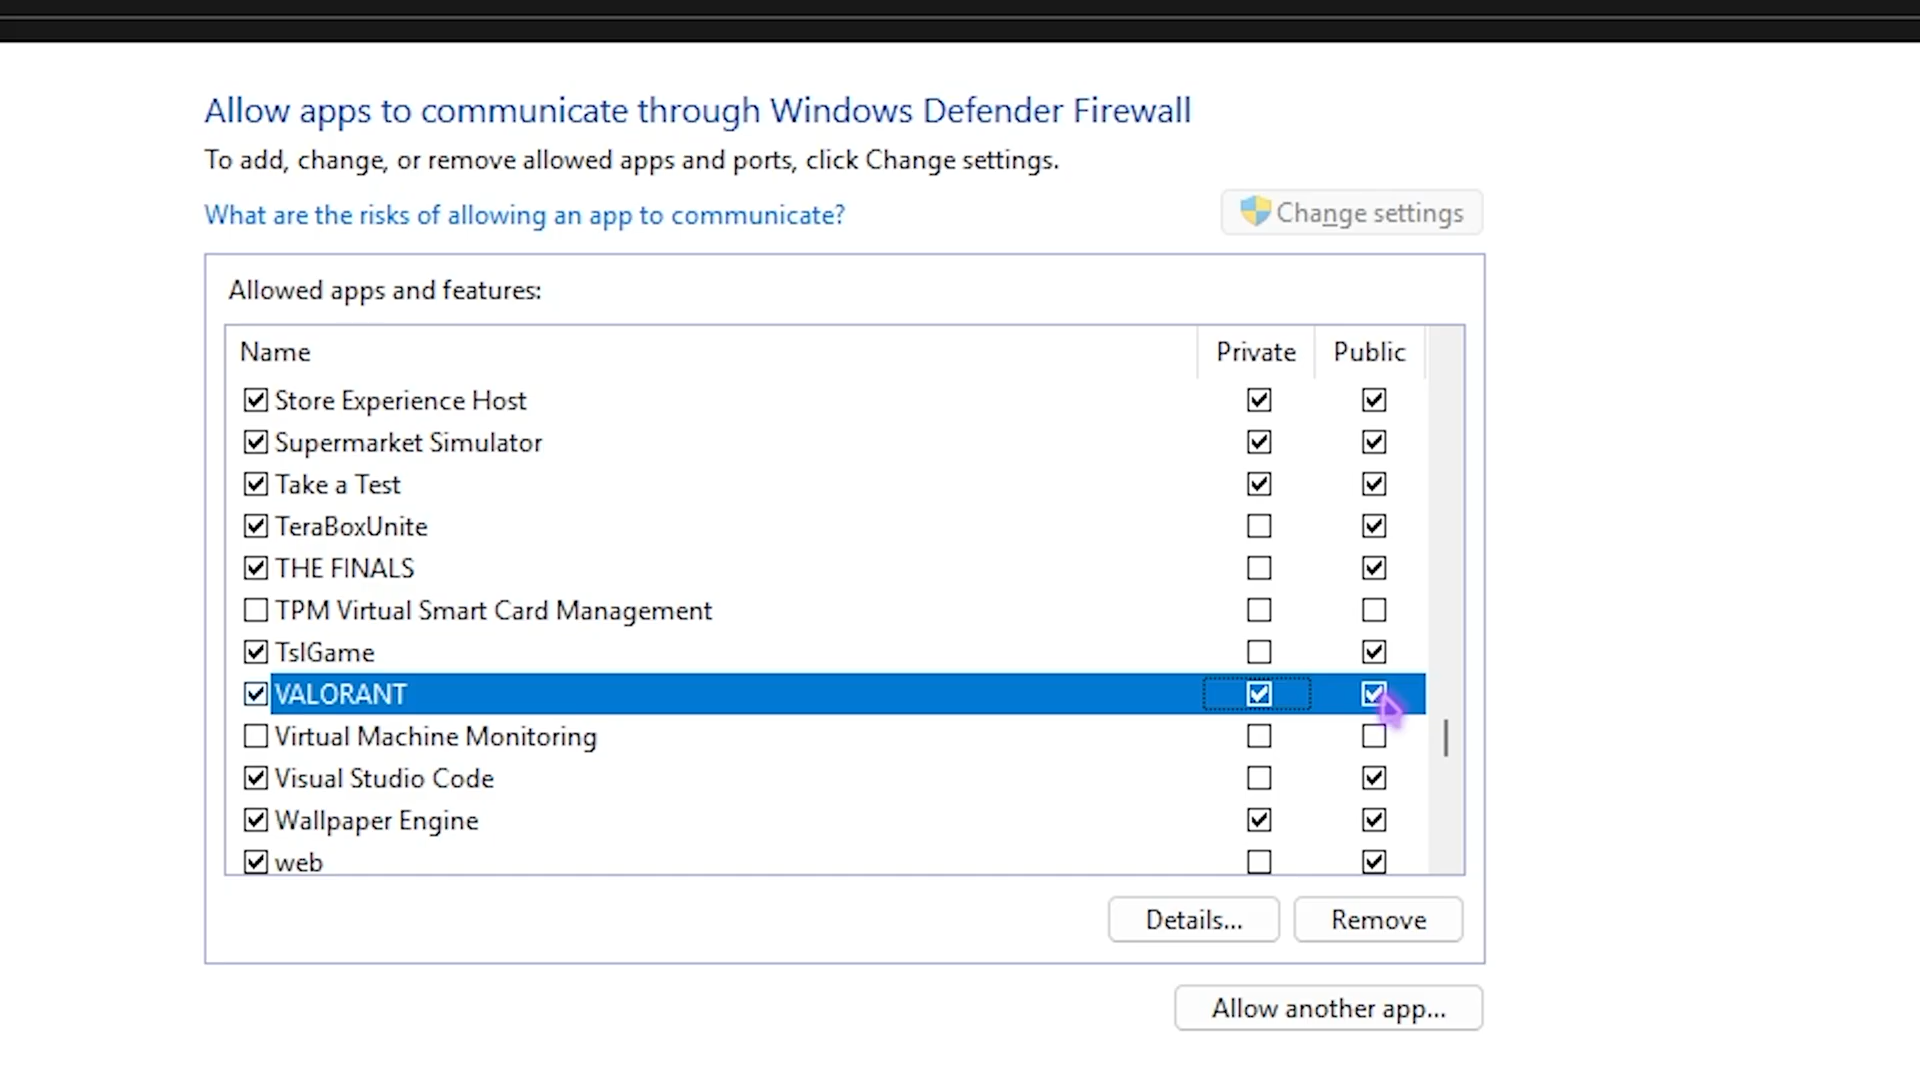 Allow apps to communicate through Windows Defender Firewall
To add, change, or remove allowed apps and ports, click Change settings.
What are the risks of allowing an app to communicate?
Change settings
Allowed apps and features:
Name Private Public
Store Experience Host
Supermarket Simulator
Take a Test
TeraBoxUnite
THE FINALS
TPM Virtual Smart Card Management
TslGame
VALORANT
Virtual Machine Monitoring
Visual Studio Code
Wallpaper Engine
web
Details... Remove
Allow another app...